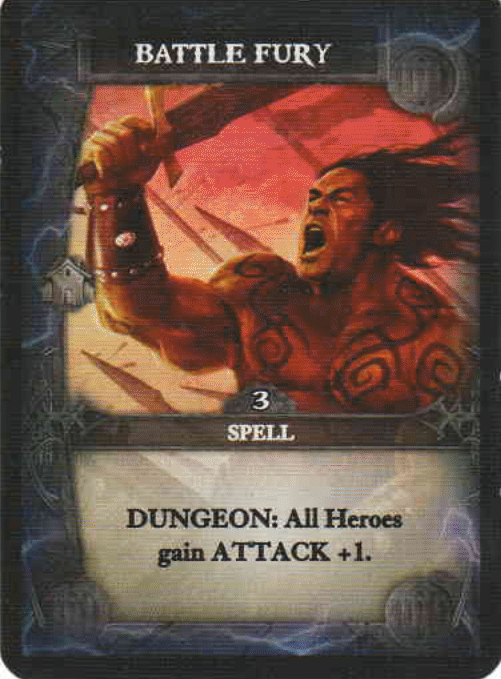 BATTLE FURY
3
SPELL
DUNGEON: All Heroes
gain ATTACK +1.